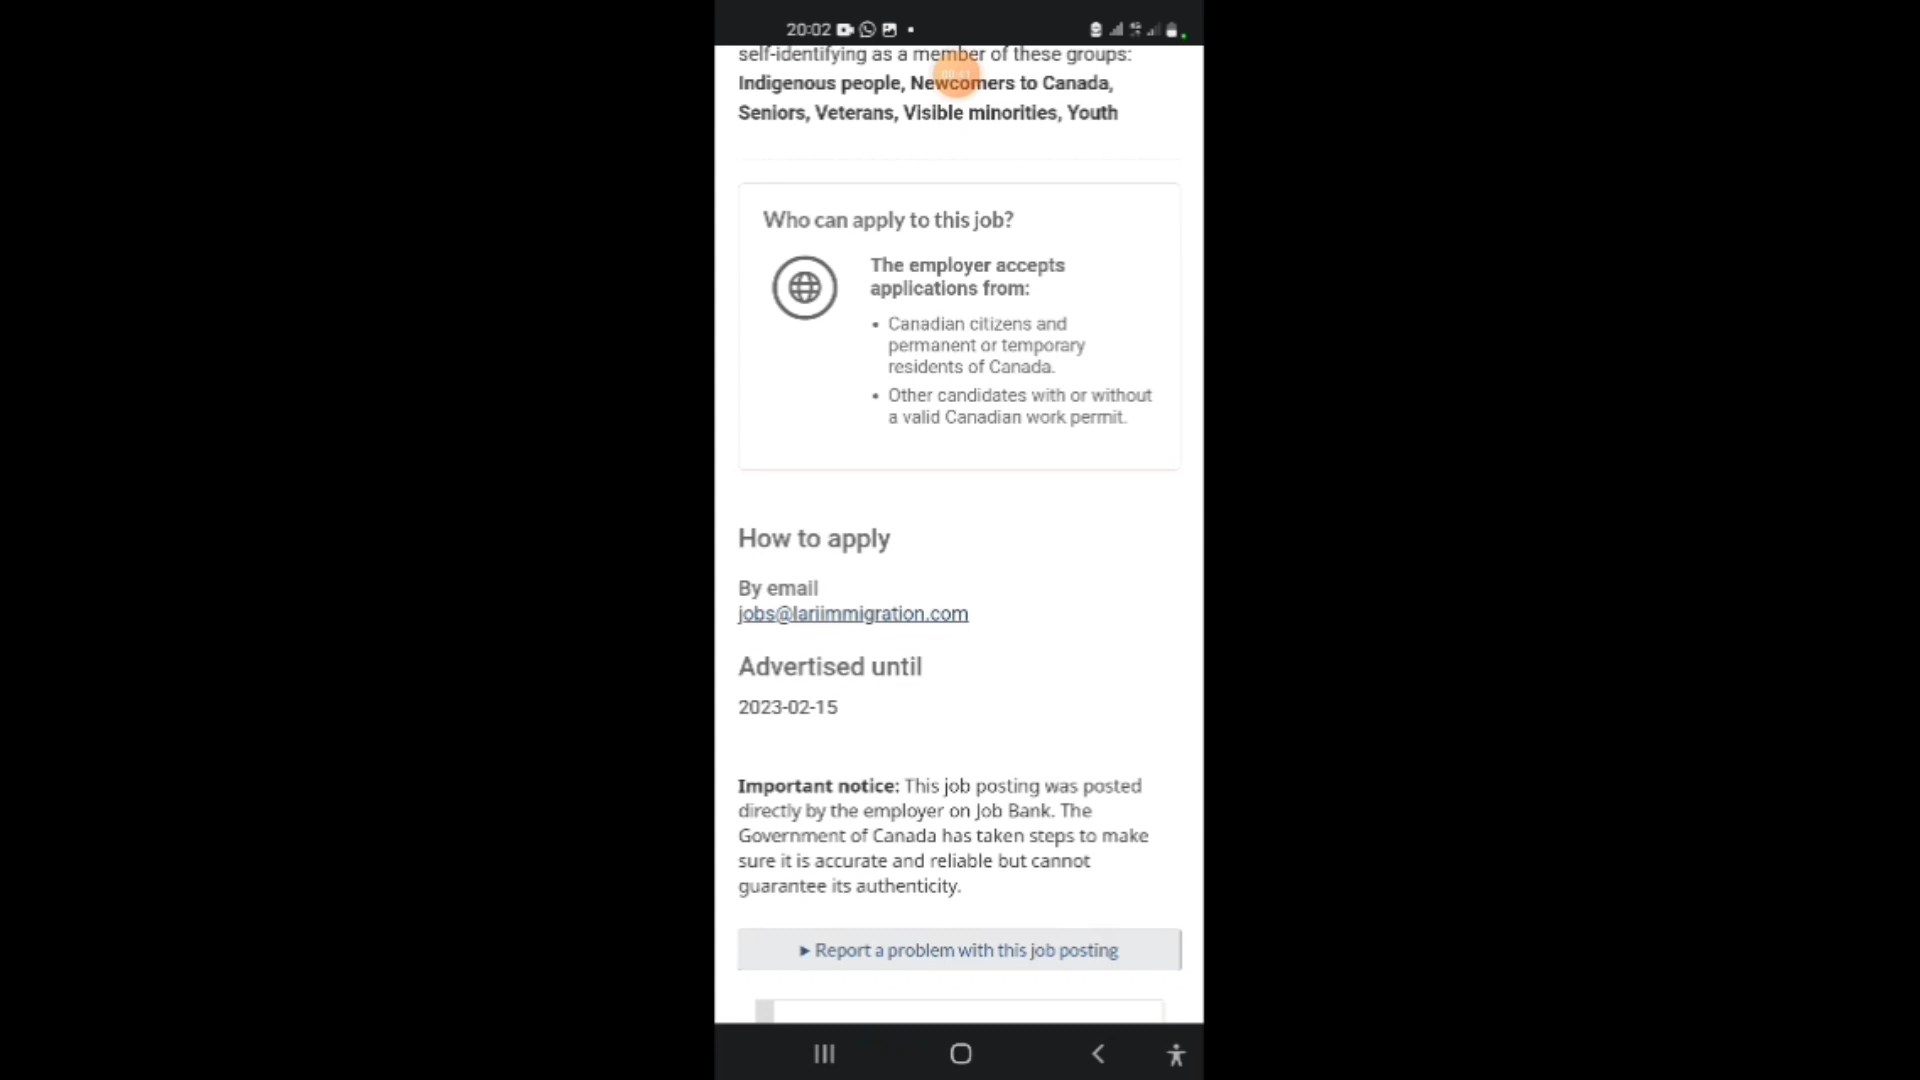 20:02
self-identifying as a member of these groups:
Indigenous people, Newcomers to Canada,
Seniors, Veterans, Visible minorities, Youth
Who can apply to this job?
The employer accepts
applications from:
• Canadian citizens and
permanent or temporary
residents of Canada.
• Other candidates with or without
a valid Canadian work permit.
How to apply
By email
jobs@lariimmigration.com
Advertised until
2023-02-15
Important notice: This job posting was posted
directly by the employer on Job Bank. The
Government of Canada has taken steps to make
sure it is accurate and reliable but cannot
guarantee its authenticity.
Report a problem with this job posting